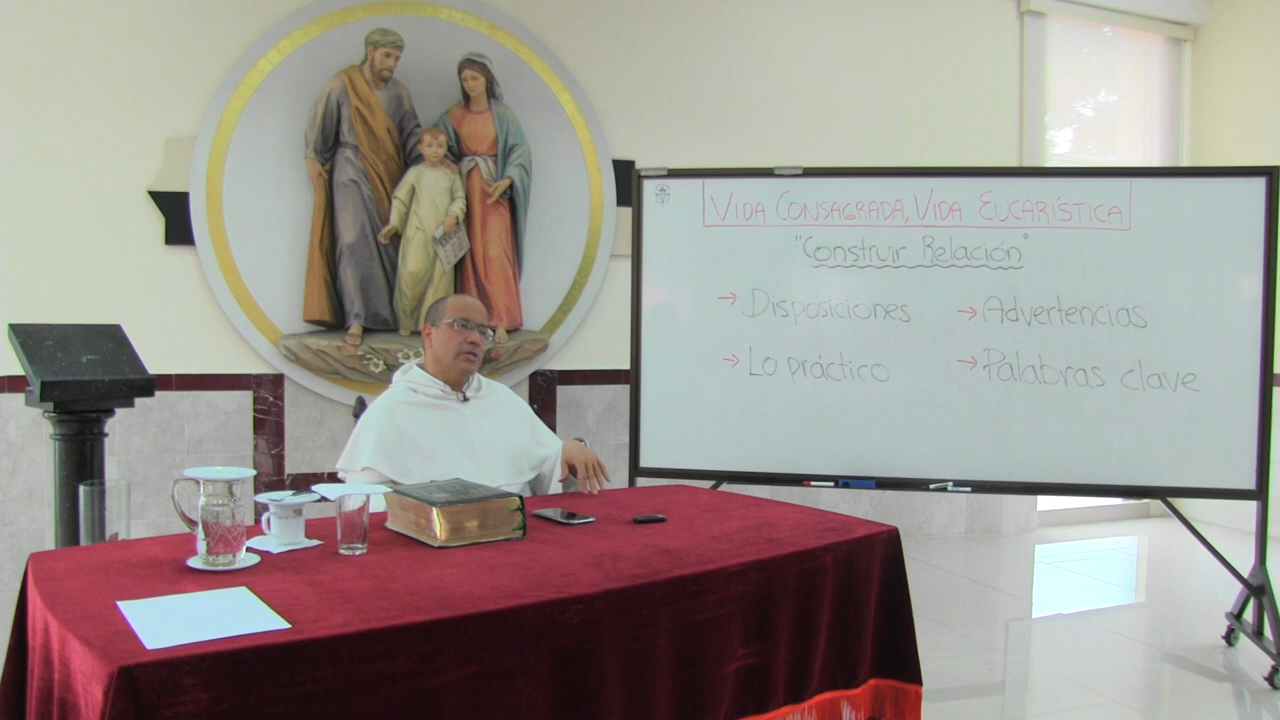 VIDA CONSAGRADA, VIDA EUCARÍSTICA
"Construir Relación"
→ Disposiciones → Advertencias
→ Lo práctico → Palabras clave